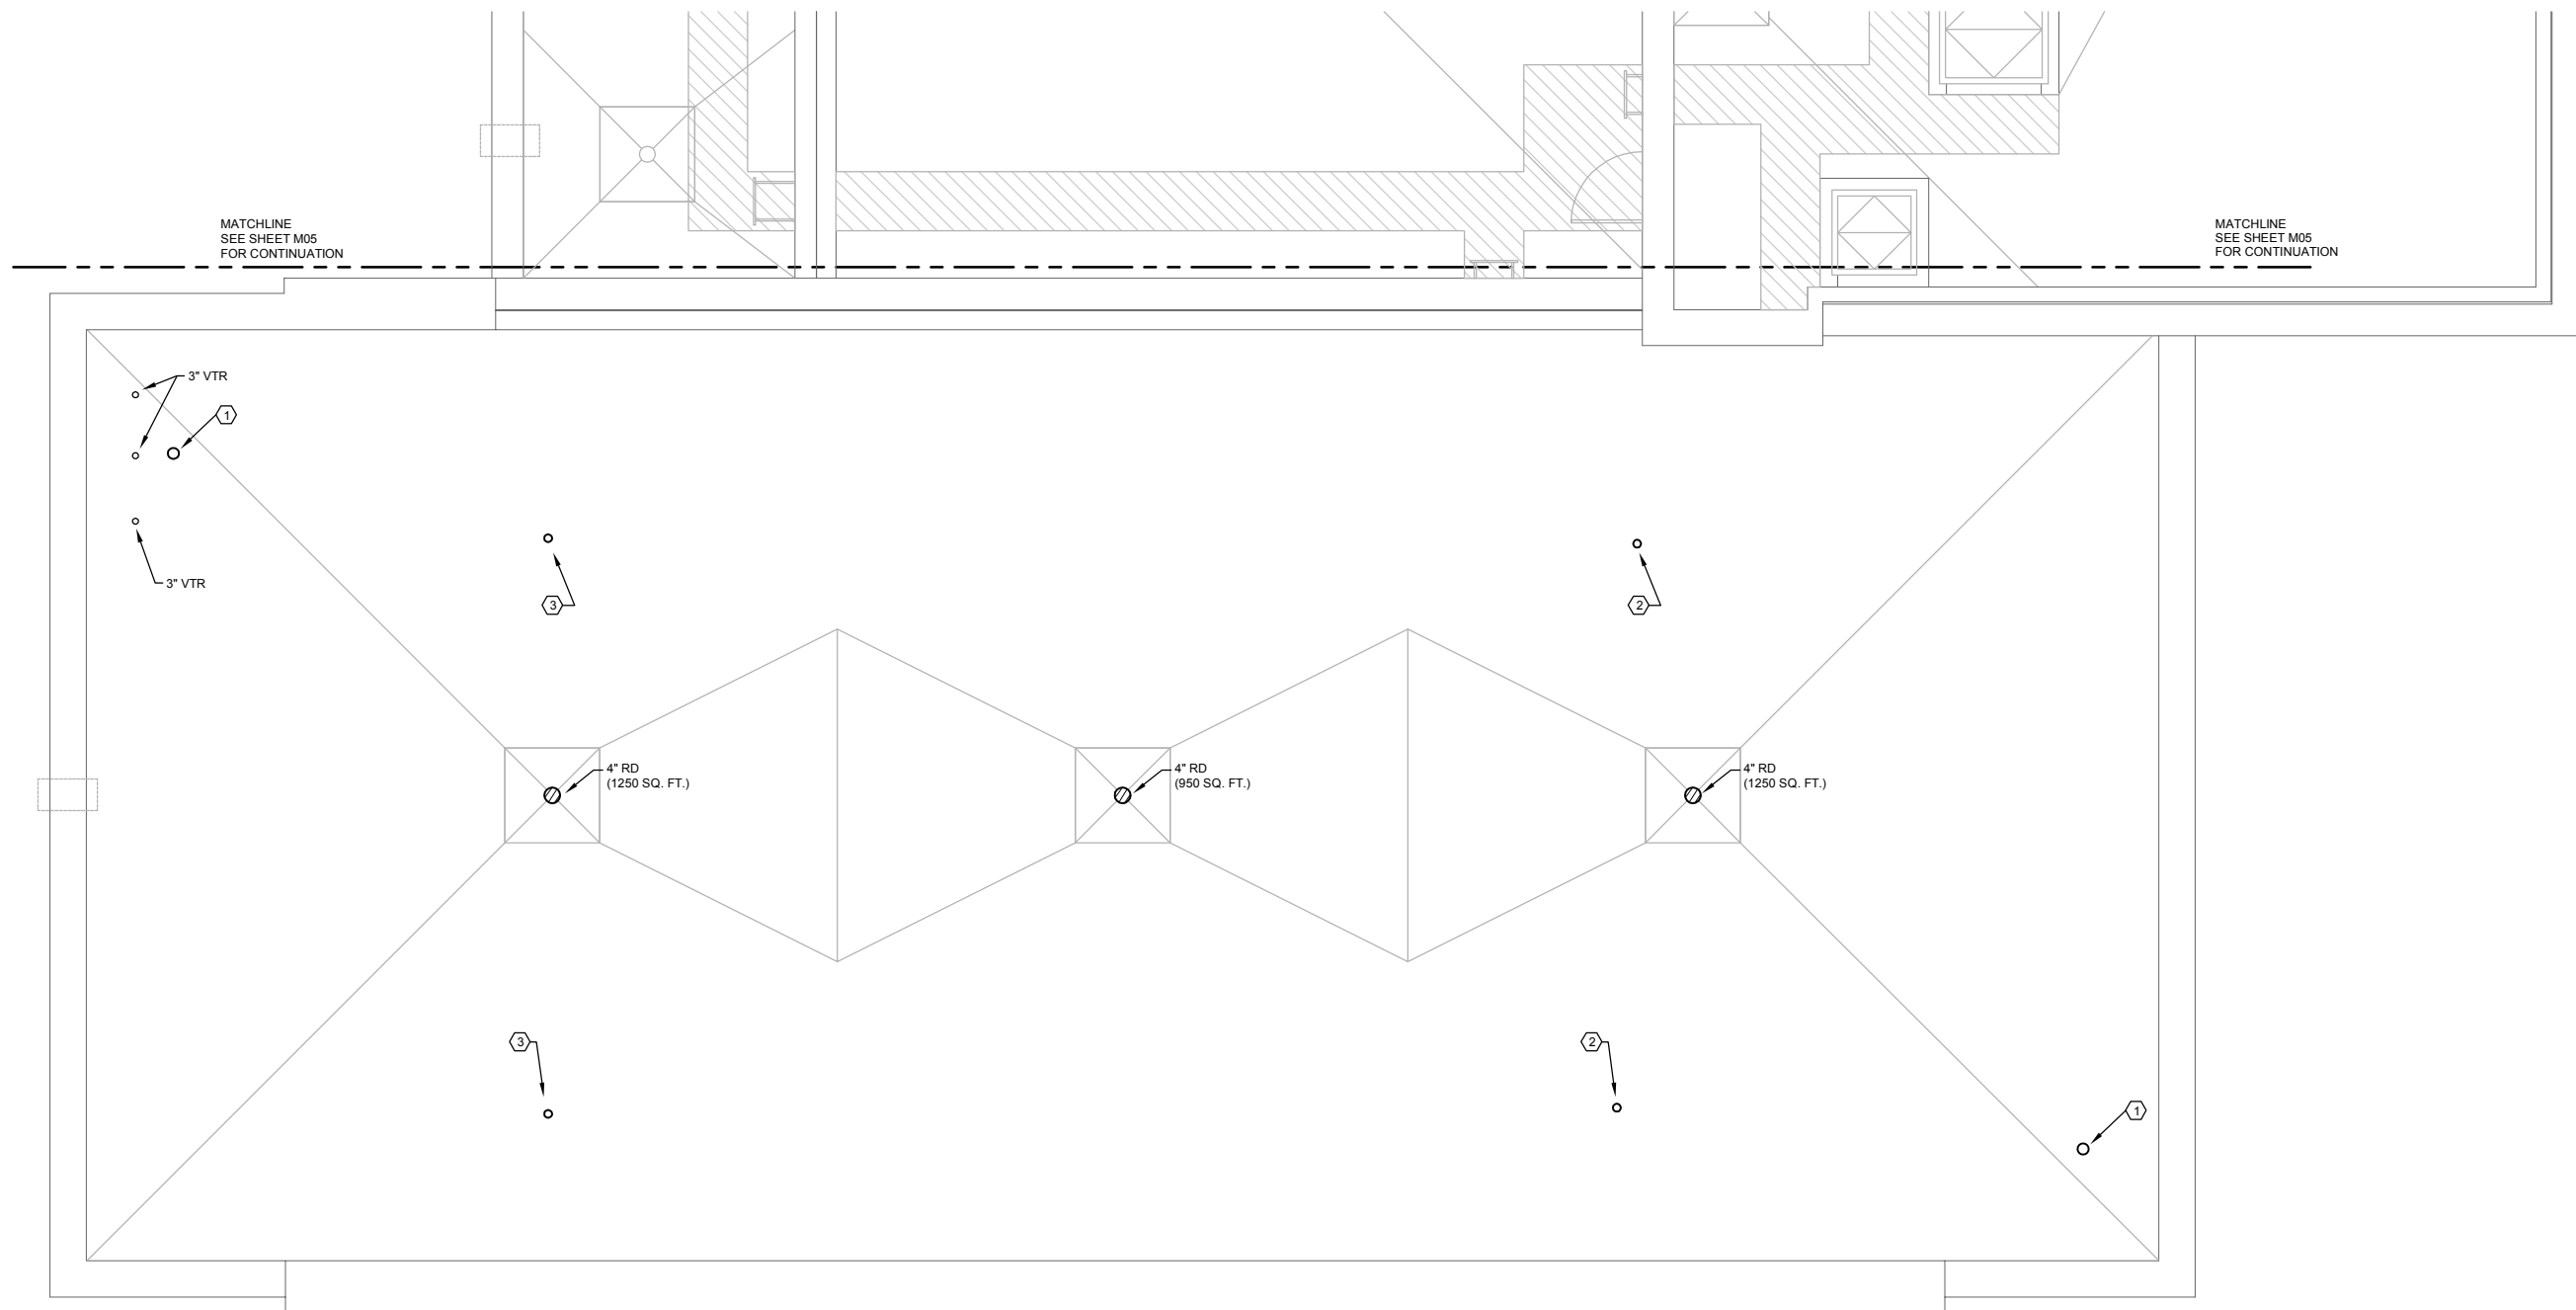 MATCHLINE
SEE SHEET M05
FOR CONTINUATION
MATCHLINE
SEE SHEET M05
FOR CONTINUATION
3" VTR
1
3" VTR
3
2
4" RD
(1250 SQ. FT.)
4" RD
(950 SQ. FT.)
4" RD
(1250 SQ. FT.)
3
2
1